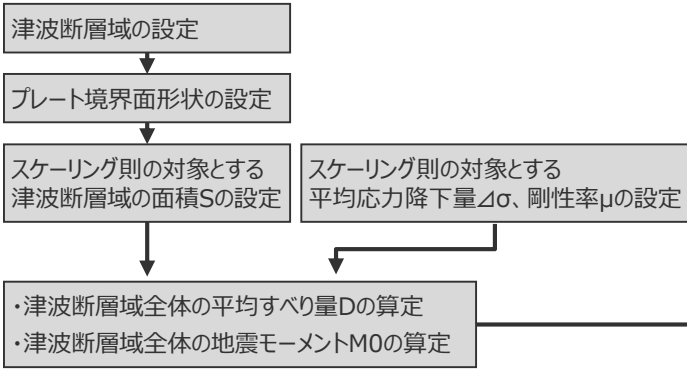 津波断層域の設定
プレート境界面形状の設定
スケーリング則の対象とする
津波断層域の面積Sの設定
スケーリング則の対象とする
平均応力降下量⊿σ、剛性率μの設定
・津波断層域全体の平均すべり量Dの算定
・津波断層域全体の地震モーメントM0の算定